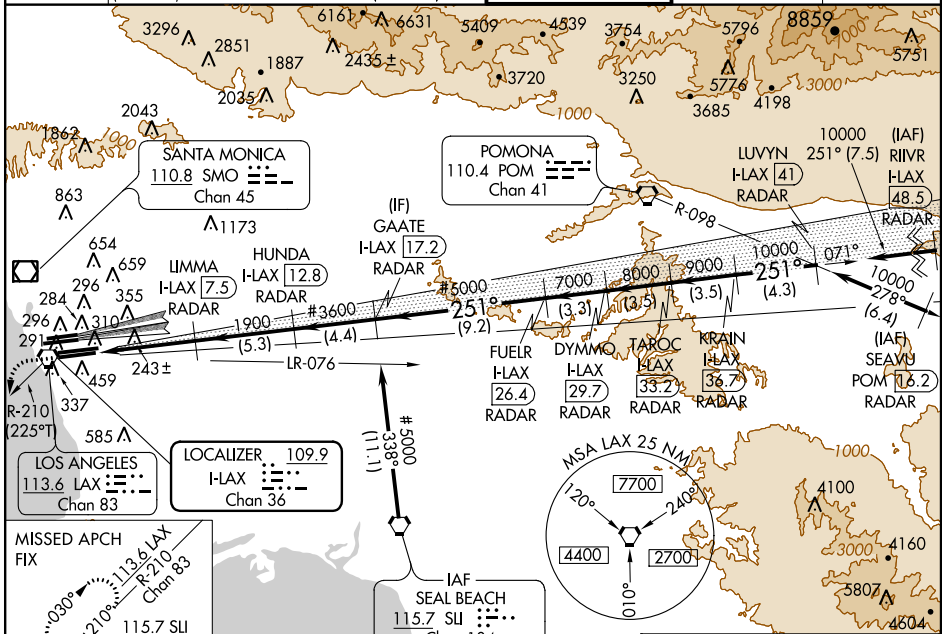 3296
2851
1887
2035
6161
6631
2435±
5409
4539
3720
3754
3250
5796
5776
3685
4198
8859
000
5751
3000
1000
1862
1000
2043
SANTA MONICA
110.8 SMO
Chan 45
POMONA
110.4 POM
Chan 41
R-098
LUVYN
I-LAX 41
RADAR
10000
251° (7.5)
(IAF)
RIIVR
I-LAX
48.5
RADAR
863
1173
654
659
296
284
355
296
310
291
243±
459
337
585
LIMMA
I-LAX 7.5
RADAR
HUNDA
I-LAX 12.8
RADAR
(IF)
GAATE
I-LAX 17.2
RADAR
1900
(5.3)
#3600
(4.4)
#5000
251°
(9.2)
7000
(3.3)
8000
(3.5)
9000
(3.5)
10000
251°
(4.3)
071°
10000
278°
(6.4)
LR-076
FUELR
I-LAX
26.4
RADAR
DYMMO
I-LAX
29.7
RADAR
TAROC
I-LAX
33.2
RADAR
KRAIN
I-LAX
36.7
RADAR
(IAF)
SEAVU
POM 16.2
RADAR
R-210
(225°T)
#5000
338°
(11.1)
LOS ANGELES
113.6 LAX
Chan 83
LOCALIZER 109.9
I-LAX
Chan 36
MSA LAX 25 NM
120°
240°
010°
7700
4400
2700
1000
4100
3000
4160
5807
4604
MISSED APCH
FIX
113.6 LAX
R-210
Chan 83
030°
210°
115.7 SLI
IAF
SEAL BEACH
115.7 SLI